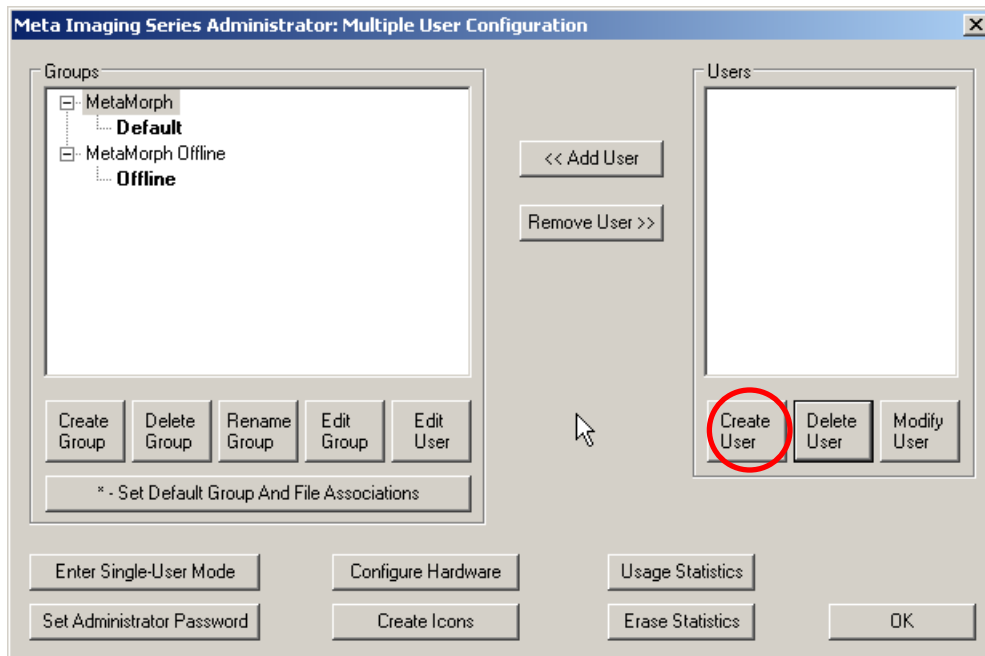 Meta Imaging Series Administrator: Multiple User Configuration
Groups
MetaMorph
Default
MetaMorph Offline
Offline
Create Group
Delete Group
Rename Group
Edit Group
Edit User
* - Set Default Group And File Associations
<< Add User
Remove User >>
Users
Create User
Delete User
Modify User
Enter Single-User Mode
Configure Hardware
Usage Statistics
Set Administrator Password
Create Icons
Erase Statistics
OK